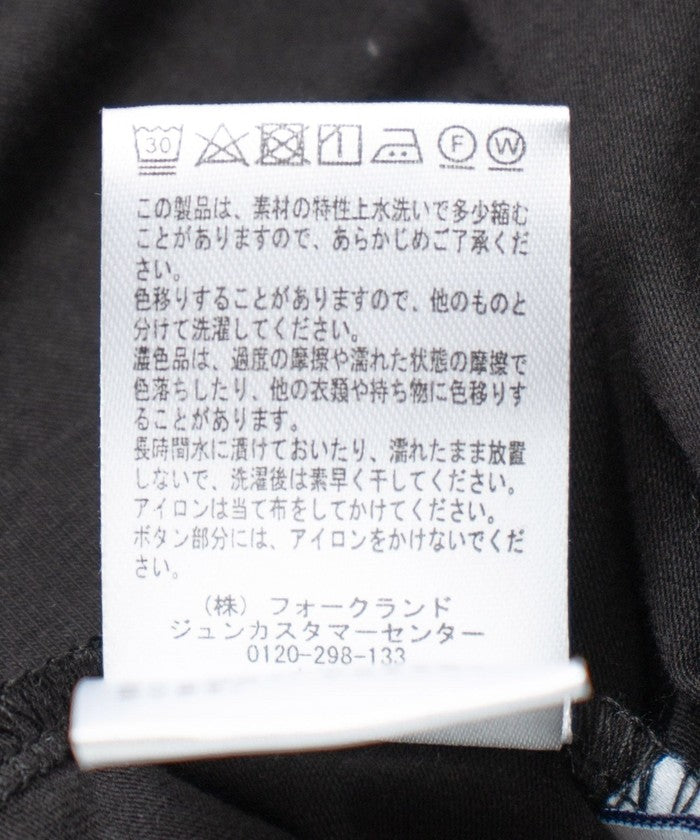 30
F
W
この製品は、素材の特性上水洗いで多少縮む
ことがありますので、あらかじめご了承くだ
さい。
色移りすることがありますので、他のものと
分けて洗濯してください。
濃色品は、過度の摩擦や濡れた状態の摩擦で
色落ちしたり、他の衣類や持ち物に色移りす
ることがあります。
長時間水に漬けておいたり、濡れたまま放置
しないで、洗濯後は素早く干してください。
アイロンは当て布をしてかけてください。
ボタン部分には、アイロンをかけないでくだ
さい。
(株) フォークランド
ジュンカスタマーセンター
0120-298-133